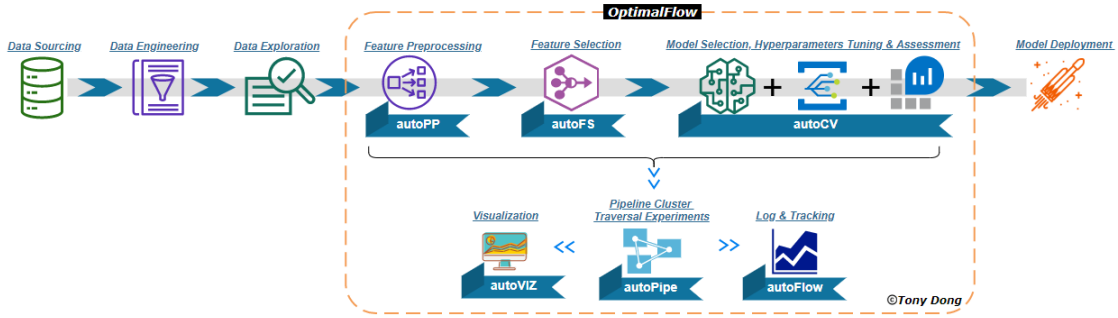 OptimalFlow
Data Sourcing
Data Engineering
Data Exploration
Feature Preprocessing
Feature Selection
Model Selection, Hyperparameters Tuning & Assessment
Model Deployment
autoPP
autoFS
autoCV
Visualization
Pipeline Cluster
Traversal Experiments
Log & Tracking
autoVIZ
autoPipe
autoFlow
©Tony Dong